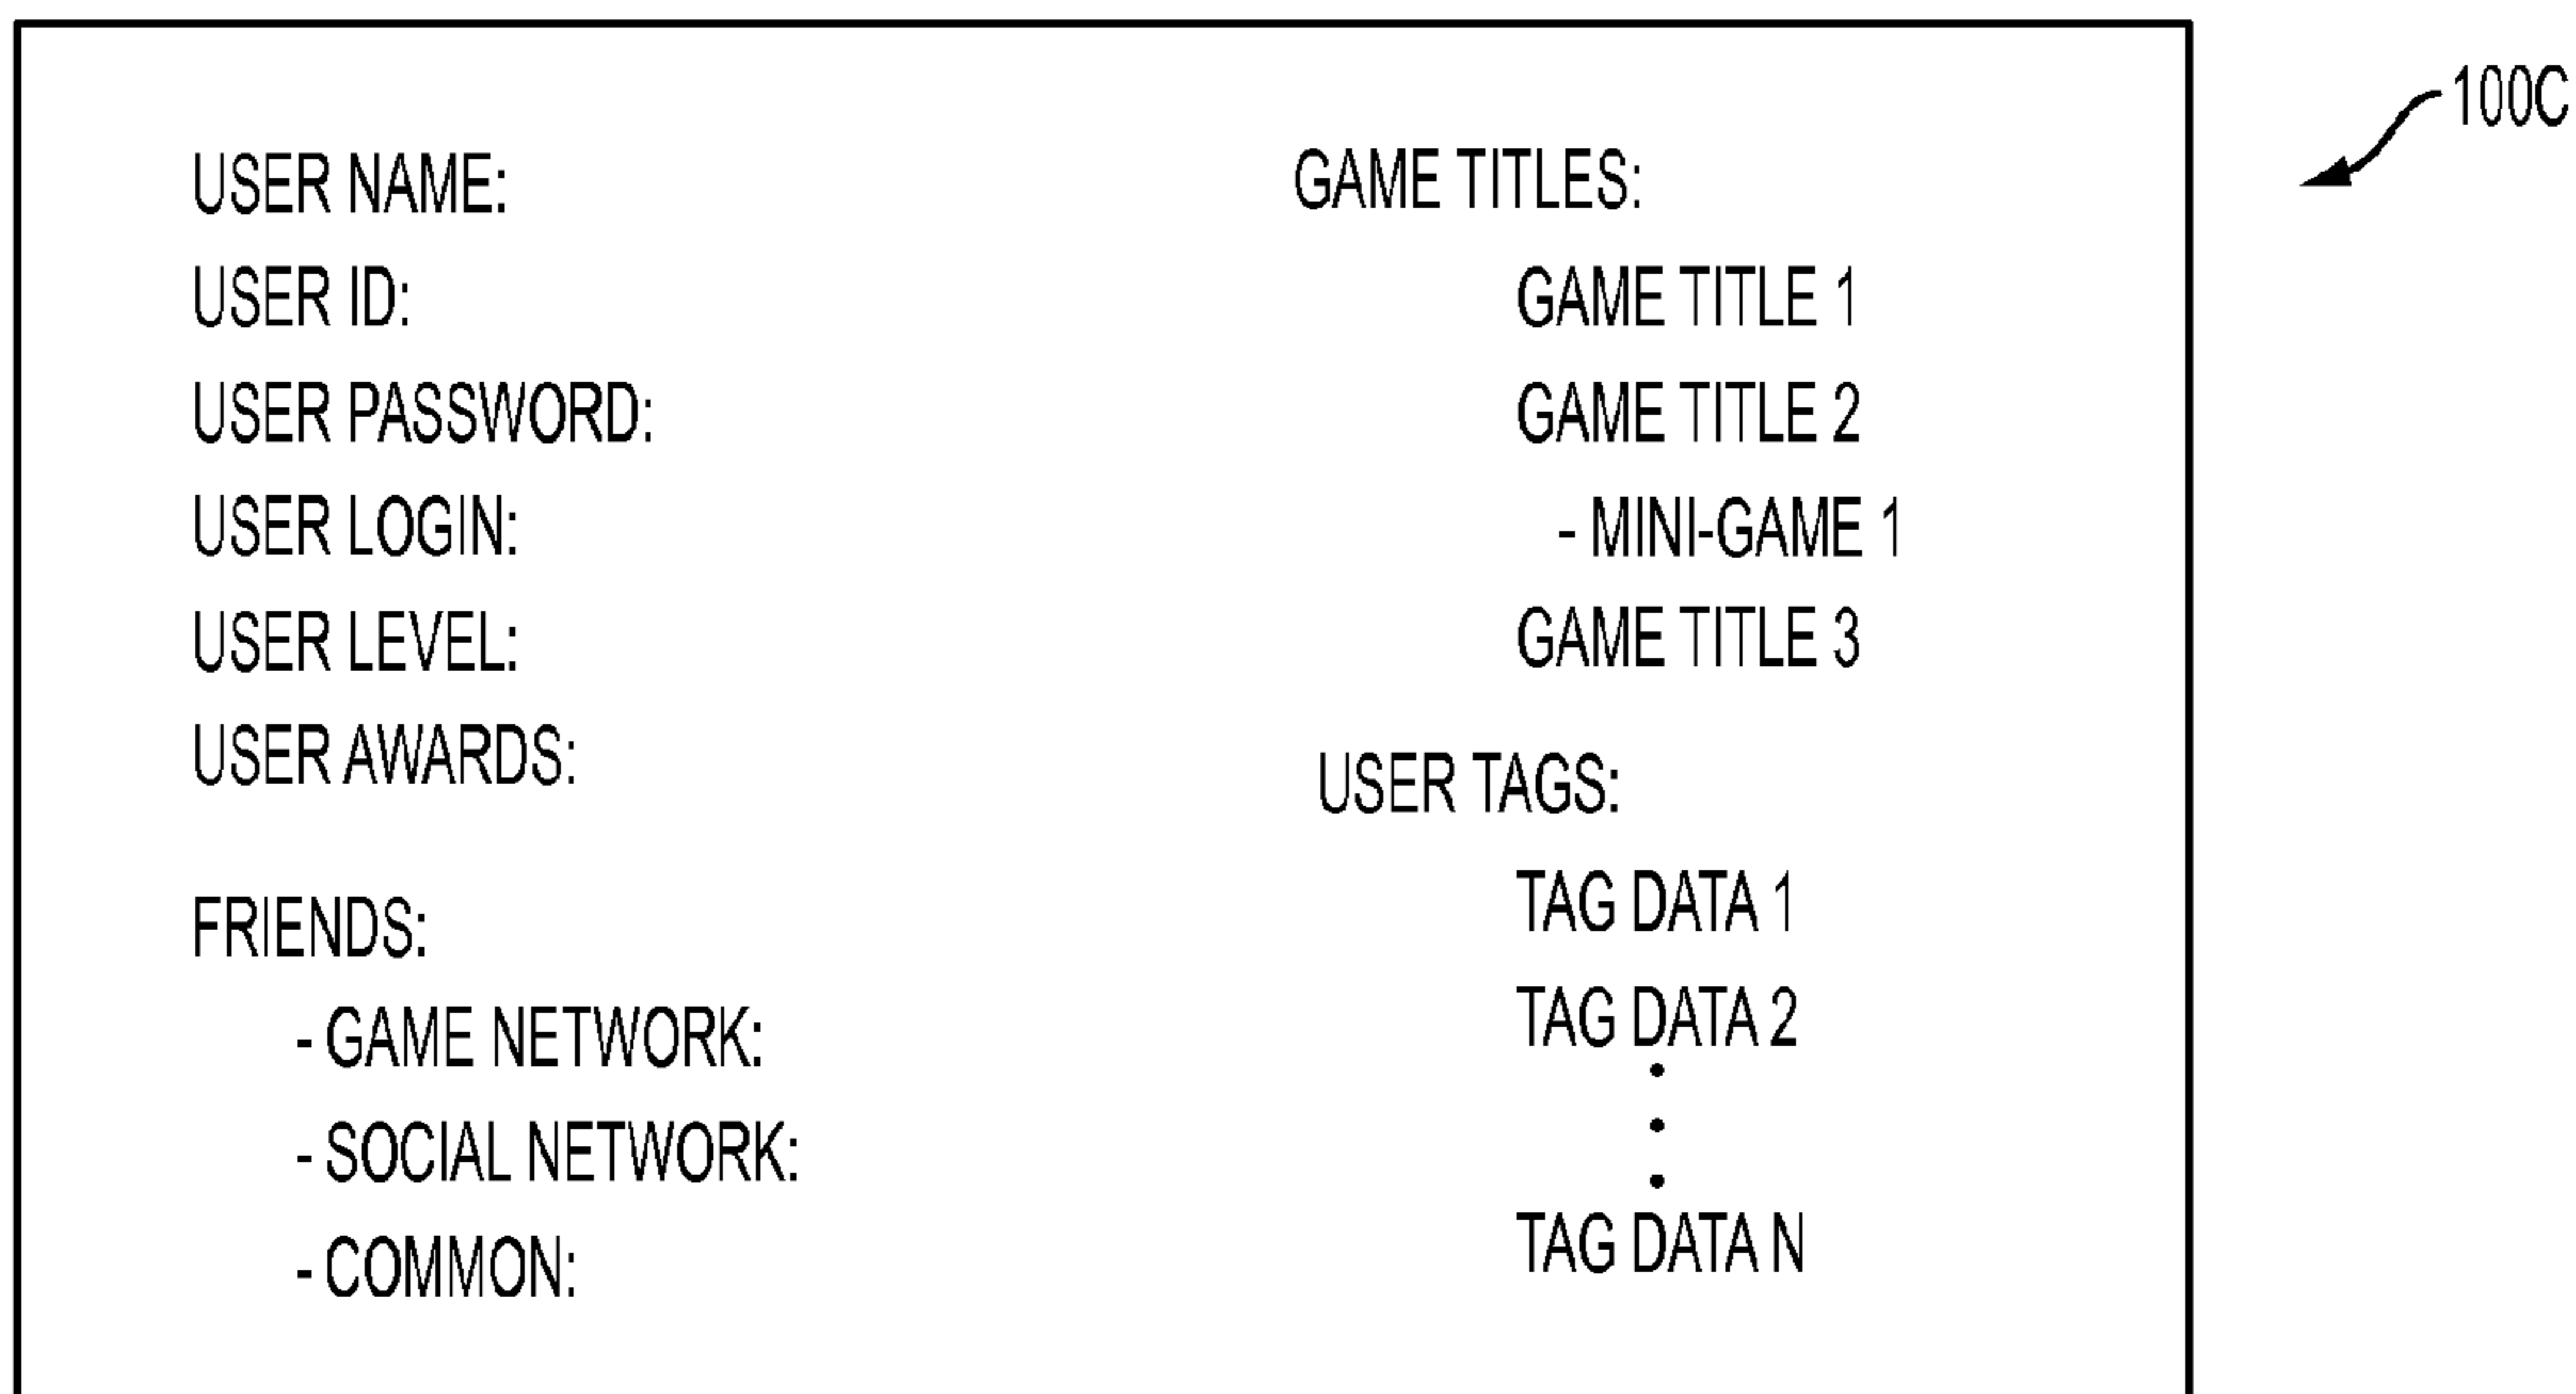 USER NAME:
USER ID:
USER PASSWORD:
USER LOGIN:
USER LEVEL:
USER AWARDS:
FRIENDS:
- GAME NETWORK:
- SOCIAL NETWORK:
- COMMON:
GAME TITLES:
GAME TITLE 1
GAME TITLE 2
- MINI-GAME 1
GAME TITLE 3
USER TAGS:
TAG DATA 1
TAG DATA 2
TAG DATA N
100C